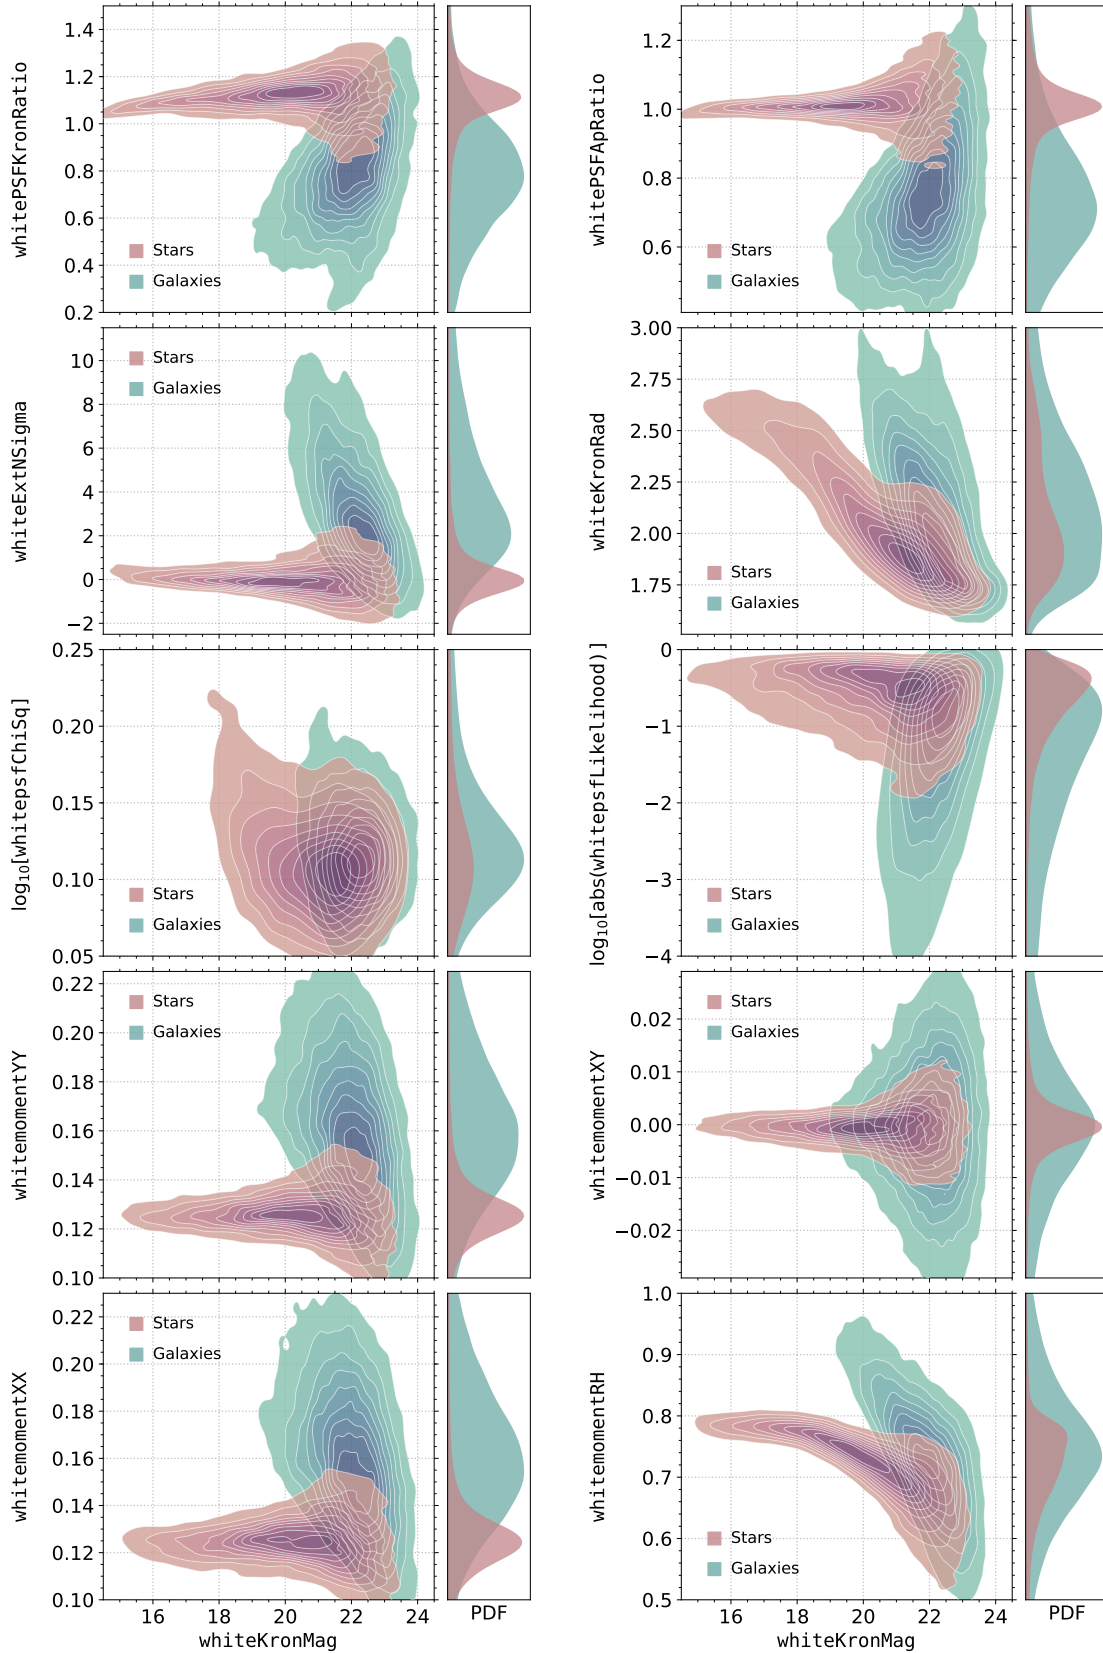 whitePSFKronRatio
1.4
1.2
1.0
0.8
0.6
0.4
0.2
Stars
Galaxies
whitePSFApRatio
1.2
1.0
0.8
0.6
Stars
Galaxies
whiteExtNSigma
10
8
6
4
2
0
−2
Stars
Galaxies
whiteKronRad
3.00
2.75
2.50
2.25
2.00
1.75
Stars
Galaxies
log10[whitepsfChiSq]
0.25
0.20
0.15
0.10
0.05
Stars
Galaxies
log10[abs(whitepsfLikelihood)]
0
−1
−2
−3
−4
Stars
Galaxies
whitemomentYY
0.22
0.20
0.18
0.16
0.14
0.12
0.10
Stars
Galaxies
whitemomentXY
0.02
0.01
0.00
−0.01
−0.02
Stars
Galaxies
whitemomentXX
0.22
0.20
0.18
0.16
0.14
0.12
0.10
Stars
Galaxies
16 18 20 22 24
whiteKronMag
PDF
whitemomentRH
1.0
0.9
0.8
0.7
0.6
0.5
Stars
Galaxies
16 18 20 22 24
whiteKronMag
PDF